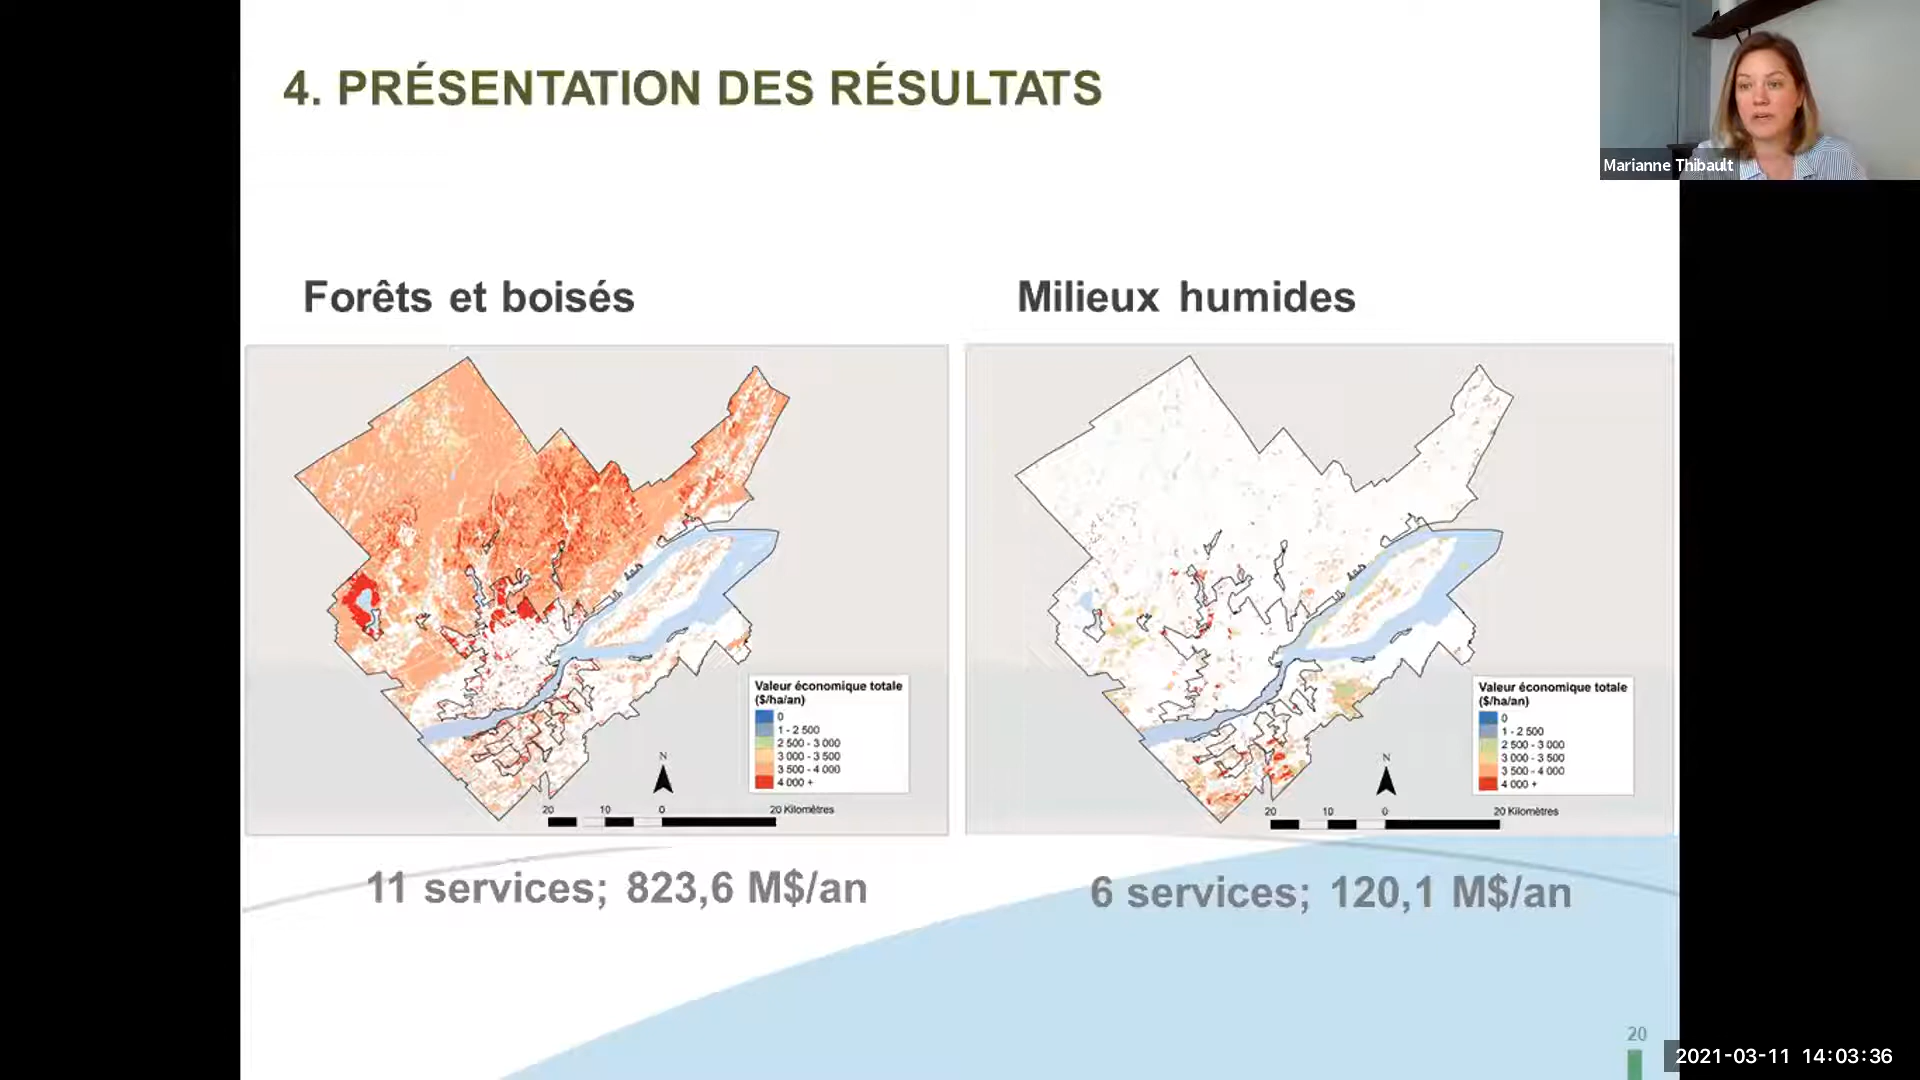 4. PRÉSENTATION DES RÉSULTATS
Marianne Thibault
Forêts et boisés
Valeur économique totale
($/ha/an)
0
1 - 2 500
2 500 - 3 000
3 000 - 3 500
3 500 - 4 000
4 000 +
N
20 10 0 20 Kilomètres
11 services; 823,6 M$/an
Milieux humides
Valeur économique totale
($/ha/an)
0
1 - 2 500
2 500 - 3 000
3 000 - 3 500
3 500 - 4 000
4 000 +
N
20 10 0 20 Kilomètres
6 services; 120,1 M$/an
20
2021-03-11 14:03:36